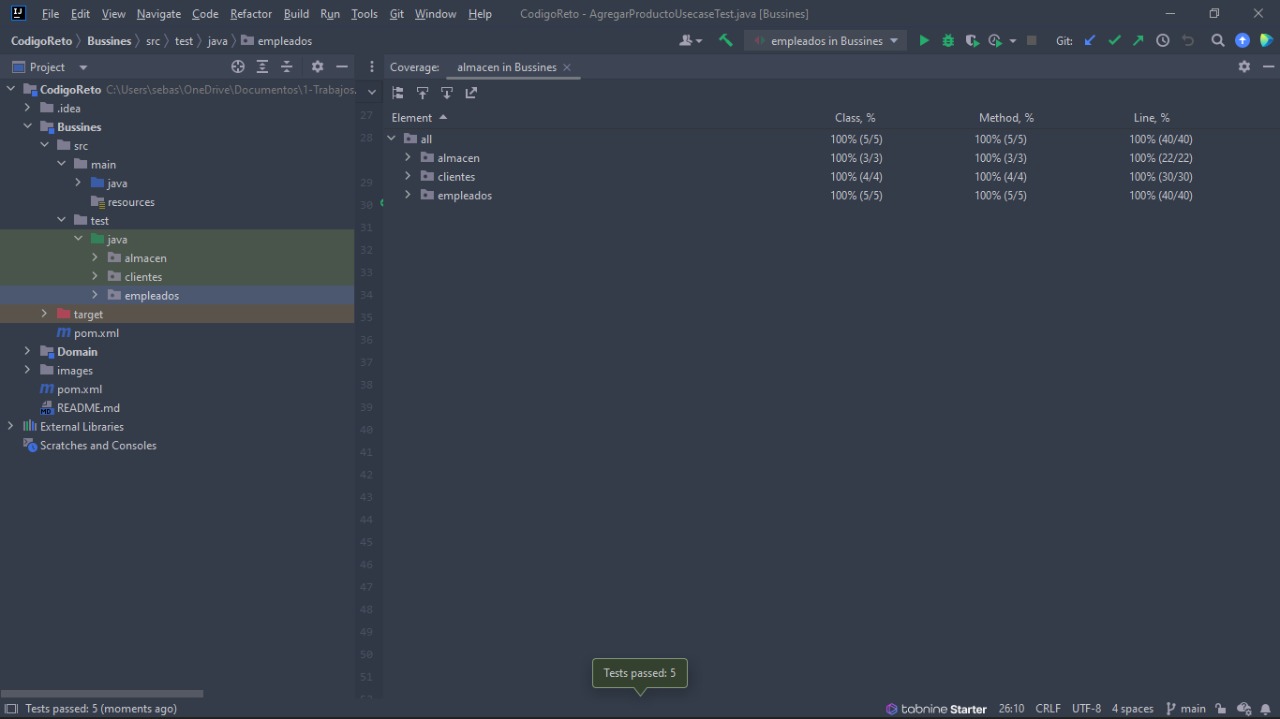 IJ File Edit View Navigate Code Refactor Build Run Tools Git Window Help CodigoReto - AgregarProductoUsecaseTest.java [Bussines]
CodigoReto Bussines src test java empleados empleados in Bussines Git:
Project Coverage: almacen in Bussines
CodigoReto C:\Users\sebas\OneDrive\Documentos\1-Trabajos.
.idea
Bussines
src
main
java
resources
test
java
almacen
clientes
empleados
target
m pom.xml
Domain
images
m pom.xml
MD README.md
External Libraries
Scratches and Consoles
27
28
29
30
31
32
33
34
35
36
37
38
39
40
41
42
43
44
45
46
47
48
49
50
51
Element Class, % Method, % Line, %
all 100% (5/5) 100% (5/5) 100% (40/40)
almacen 100% (3/3) 100% (3/3) 100% (22/22)
clientes 100% (4/4) 100% (4/4) 100% (30/30)
empleados 100% (5/5) 100% (5/5) 100% (40/40)
Tests passed: 5
Tests passed: 5 (moments ago) tabnine Starter 26:10 CRLF UTF-8 4 spaces main